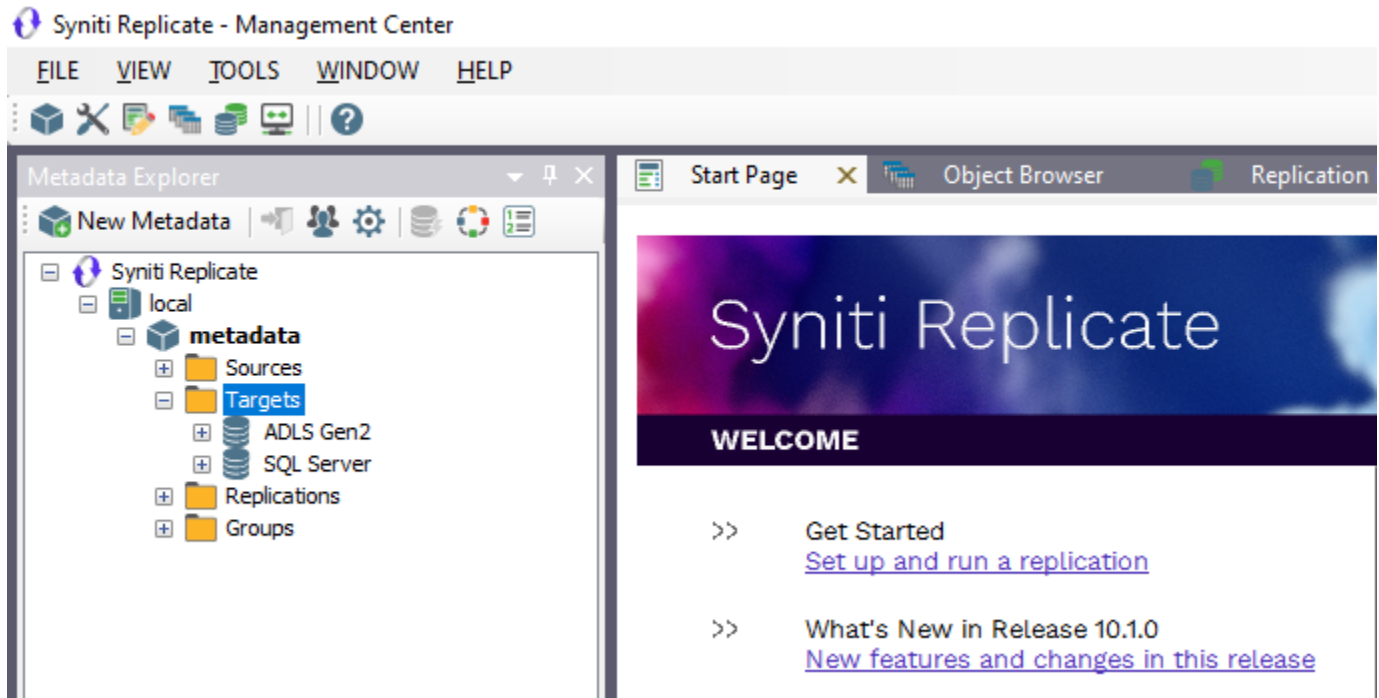 Syniti Replicate - Management Center
FILE VIEW TOOLS WINDOW HELP
Metadata Explorer
New Metadata
Syniti Replicate
local
metadata
Sources
Targets
ADLS Gen2
SQL Server
Replications
Groups
Start Page Object Browser Replication
Syniti Replicate
WELCOME
>> Get Started
Set up and run a replication
>> What's New in Release 10.1.0
New features and changes in this release